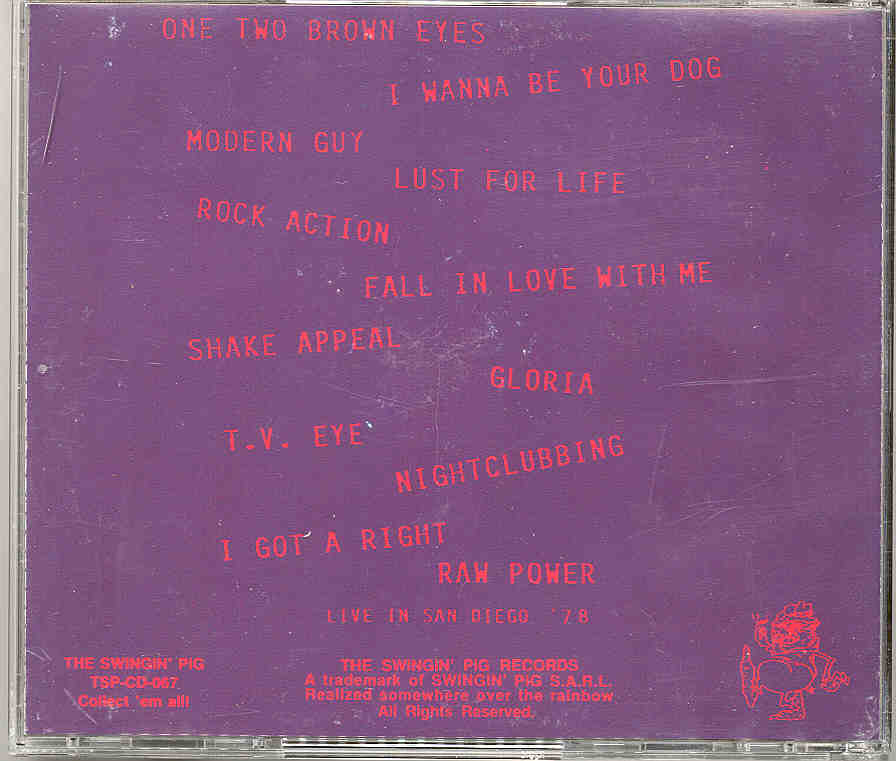 ONE TWO BROWN EYES
I WANNA BE YOUR DOG
MODERN GUY
LUST FOR LIFE
ROCK ACTION
FALL IN LOVE WITH ME
SHAKE APPEAL
GLORIA
T.V. EYE
NIGHTCLUBBING
I GOT A RIGHT
RAW POWER
LIVE IN SAN DIEGO '78
THE SWINGIN' PIG
TSP-CD-067
Collect 'em all!
THE SWINGIN' PIG RECORDS
A trademark of SWINGIN' PIG S.A.R.L.
Realized somewhere over the rainbow
All Rights Reserved.